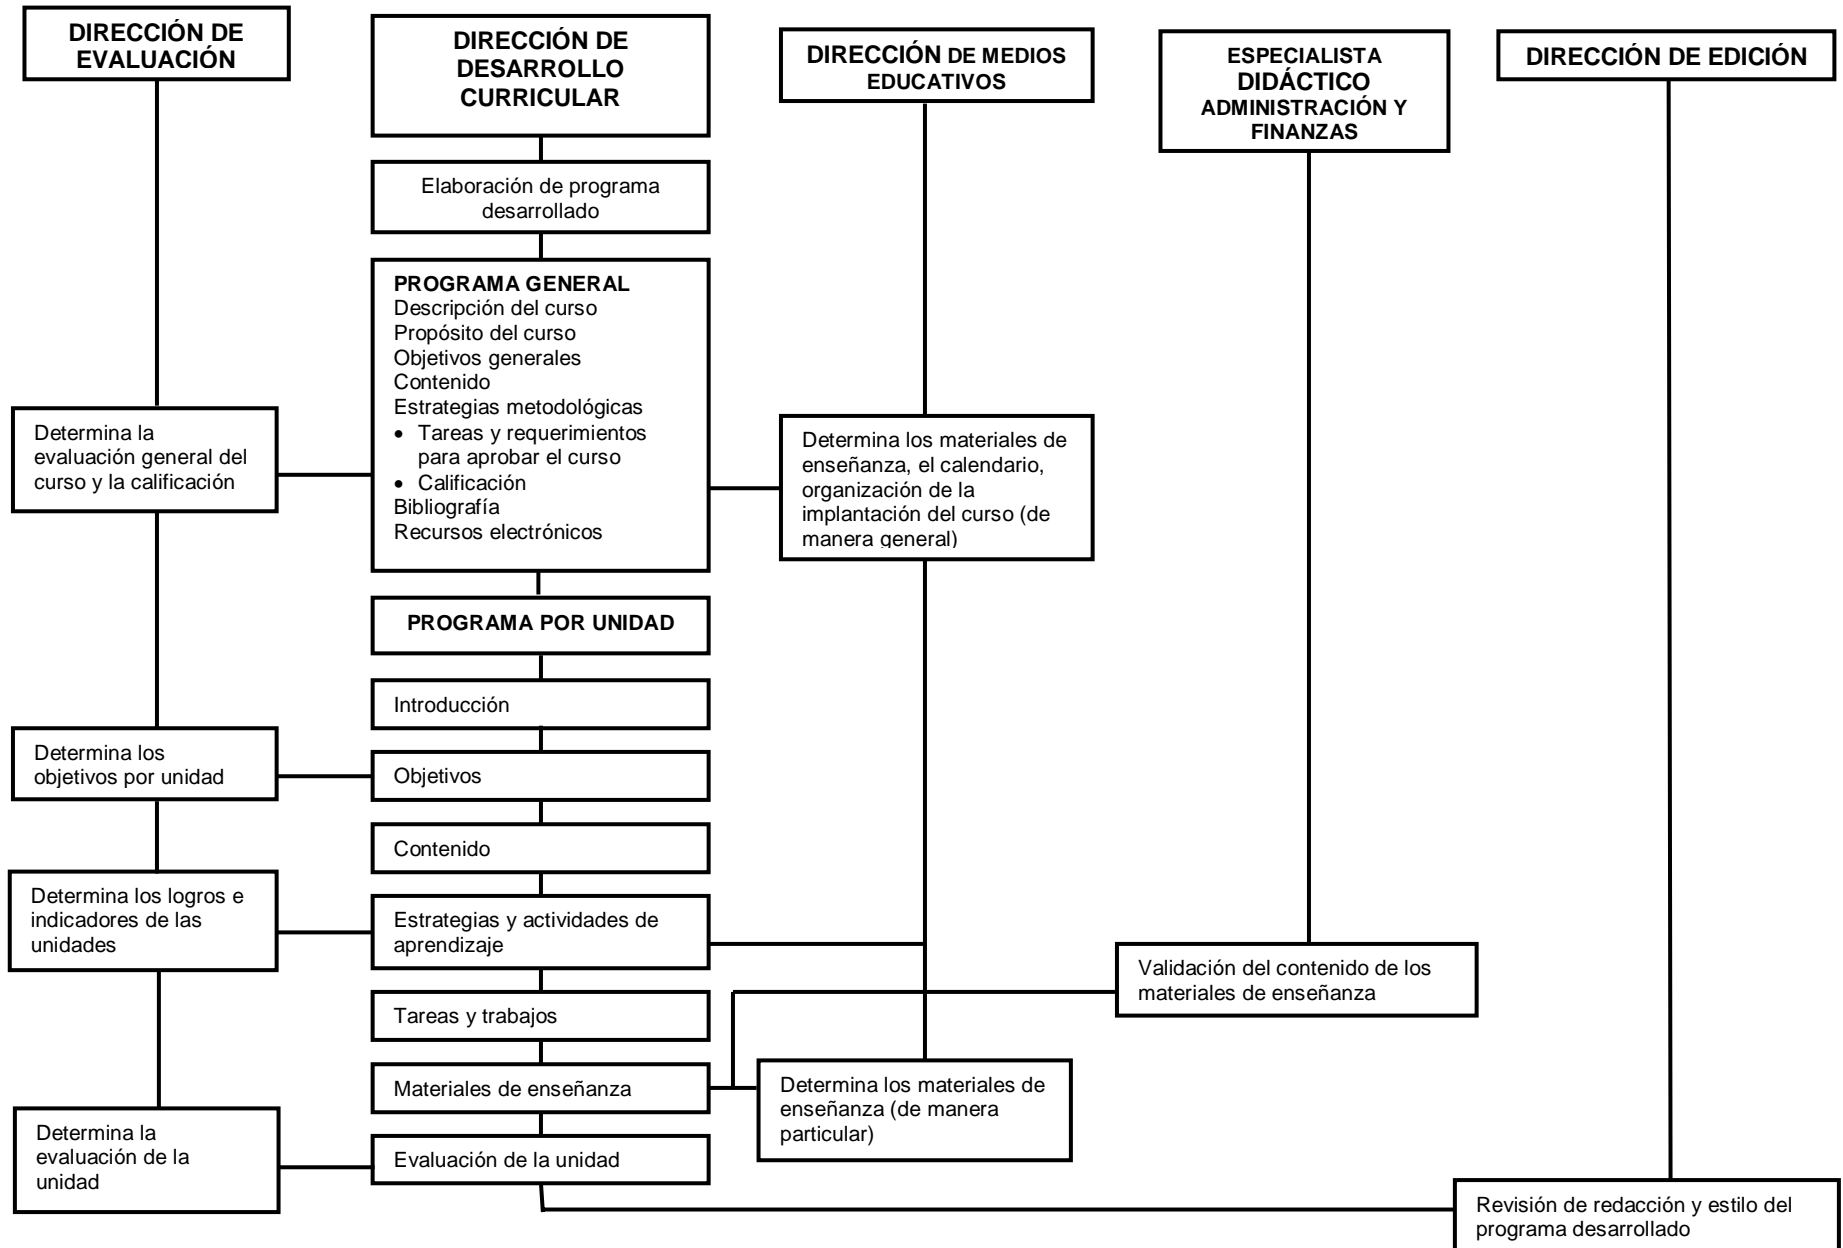 DIRECCIÓN DE
EVALUACIÓN
DIRECCIÓN DE
DESARROLLO
CURRICULAR
DIRECCIÓN DE MEDIOS
EDUCATIVOS
ESPECIALISTA
DIDÁCTICO
ADMINISTRACIÓN Y
FINANZAS
DIRECCIÓN DE EDICIÓN
Elaboración de programa
desarrollado
PROGRAMA GENERAL
Descripción del curso
Propósito del curso
Objetivos generales
Contenido
Estrategias metodológicas
• Tareas y requerimientos
para aprobar el curso
• Calificación
Bibliografía
Recursos electrónicos
Determina la
evaluación general del
curso y la calificación
Determina los materiales de
enseñanza, el calendario,
organización de la
implantación del curso (de
manera general)
PROGRAMA POR UNIDAD
Introducción
Determina los
objetivos por unidad
Objetivos
Contenido
Determina los logros e
indicadores de las
unidades
Estrategias y actividades de
aprendizaje
Validación del contenido de los
materiales de enseñanza
Tareas y trabajos
Materiales de enseñanza
Determina los materiales de
enseñanza (de manera
particular)
Determina la
evaluación de la
unidad
Evaluación de la unidad
Revisión de redacción y estilo del
programa desarrollado